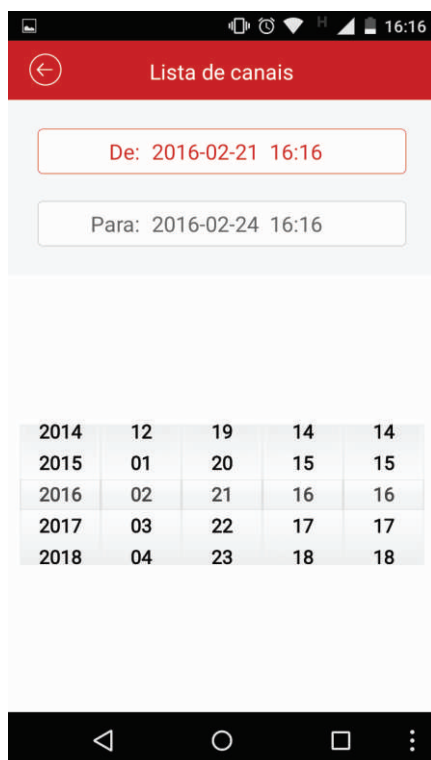 H 16:16
Lista de canais
De: 2016-02-21 16:16
Para: 2016-02-24 16:16
2014 12 19 14 14
2015 01 20 15 15
2016 02 21 16 16
2017 03 22 17 17
2018 04 23 18 18